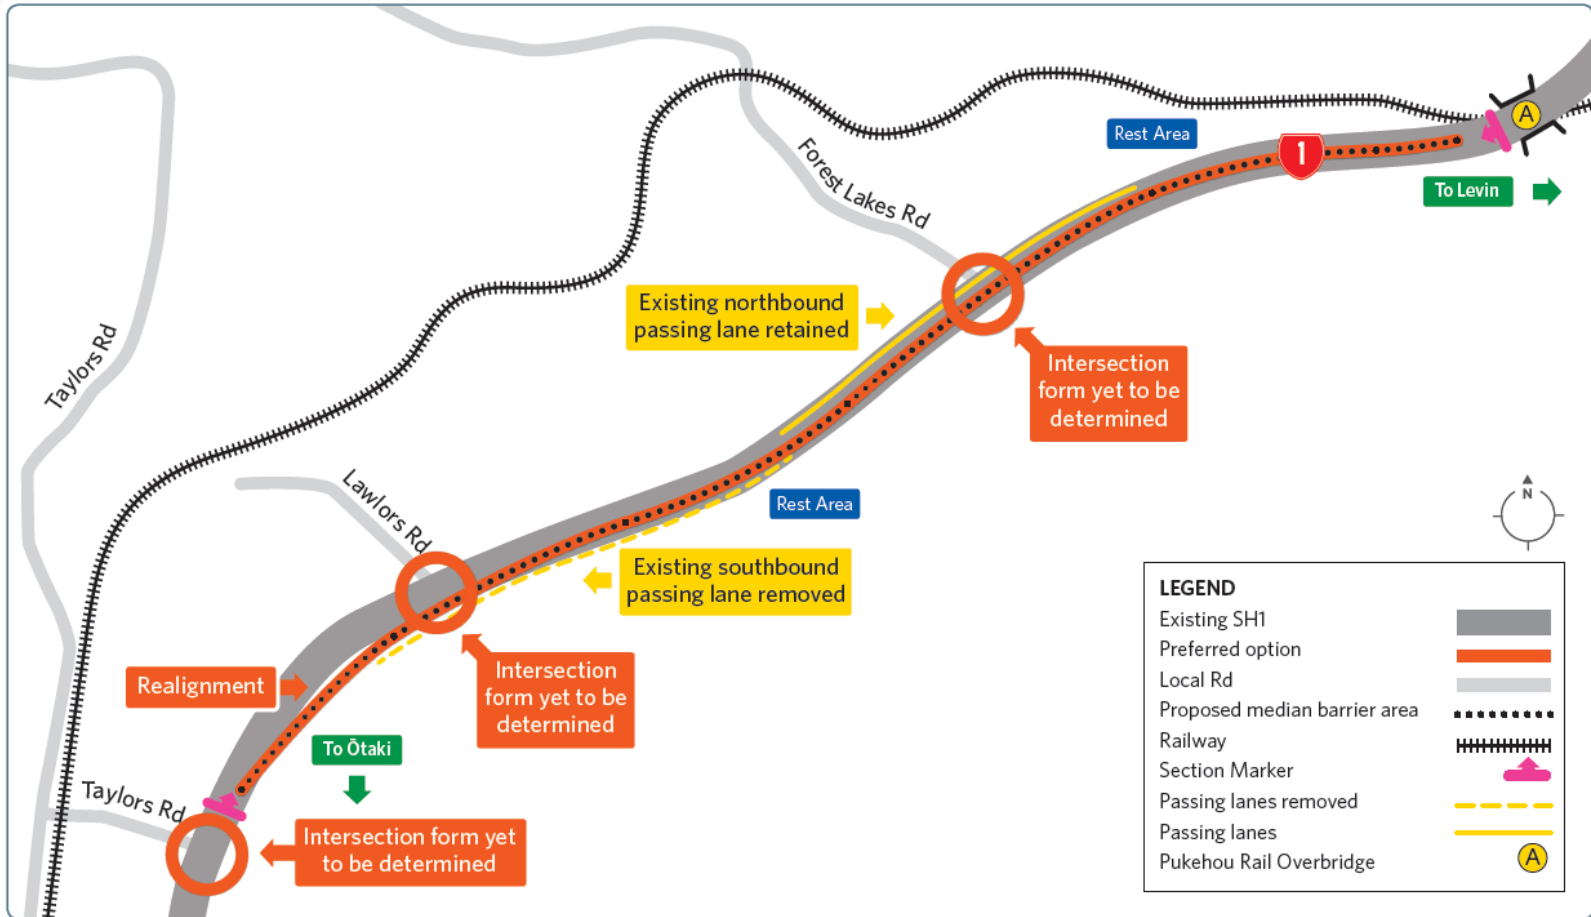 A
Rest Area
1
To Levin
Forest Lakes Rd
Existing northbound
passing lane retained
Intersection
form yet to be
determined
Taylors Rd
Lawlors Rd
Rest Area
N
Existing southbound
passing lane removed
Realignment
Intersection
form yet to be
determined
To Ōtaki
Taylors Rd
Intersection form yet
to be determined
LEGEND
Existing SH1
Preferred option
Local Rd
Proposed median barrier area
Railway
Section Marker
Passing lanes removed
Passing lanes
Pukehou Rail Overbridge
A